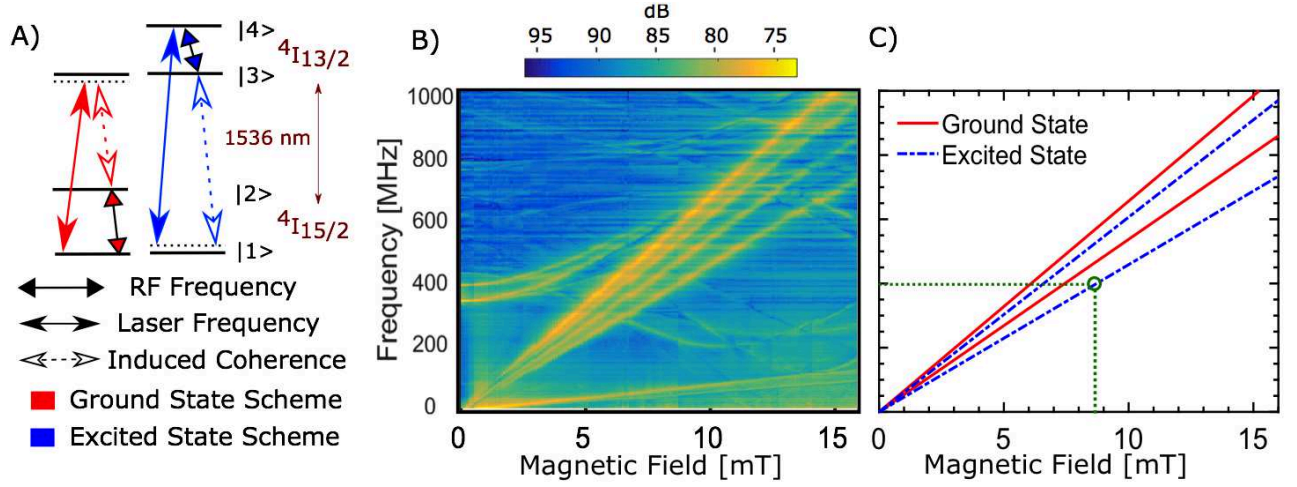 A)
|4>
4I13/2
|3>
1536 nm
|2>
4I15/2
|1>
RF Frequency
Laser Frequency
Induced Coherence
Ground State Scheme
Excited State Scheme
B)
dB
95 90 85 80 75
Frequency [MHz]
1000
800
600
400
200
0
0 5 10 15
Magnetic Field [mT]
C)
Ground State
Excited State
0 5 10 15
Magnetic Field [mT]